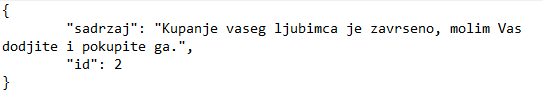 {
"sadrzaj": "Kupanje vaseg ljubimca je zavrseno, molim Vas
dodjite i pokupite ga.",
"id": 2
}